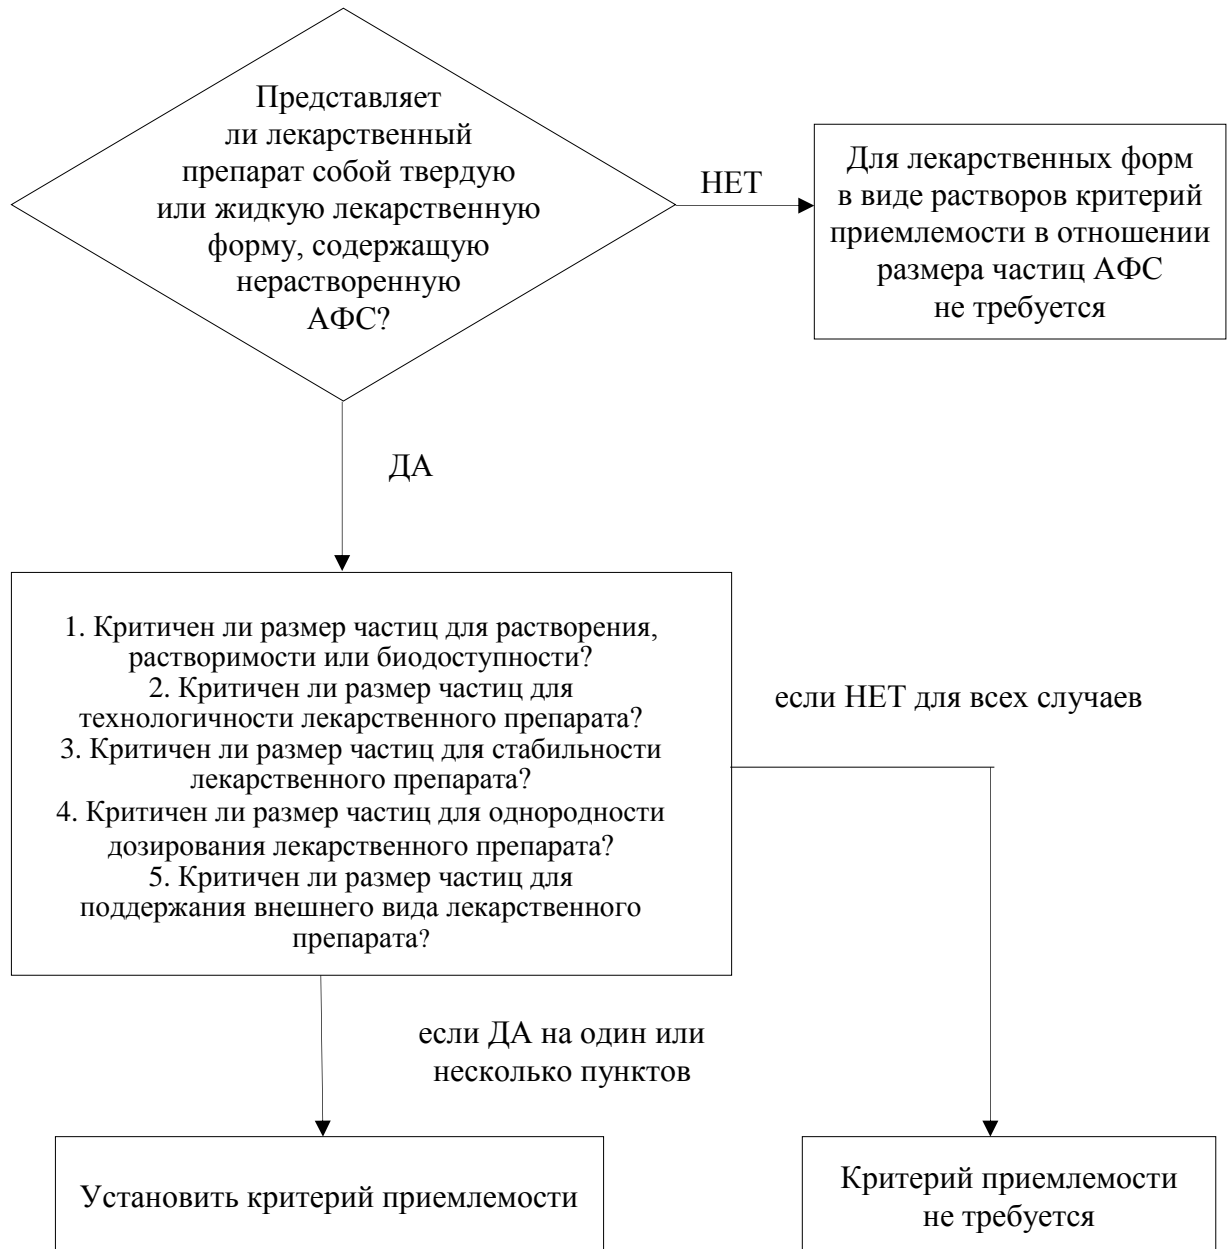 Представляет
ли лекарственный
препарат собой твердую
или жидкую лекарственную
форму, содержащую
нерастворенную
АФС?
НЕТ
Для лекарственных форм
в виде растворов критерий
приемлемости в отношении
размера частиц АФС
не требуется
ДА
1. Критичен ли размер частиц для растворения,
растворимости или биодоступности?
2. Критичен ли размер частиц для
технологичности лекарственного препарата?
3. Критичен ли размер частиц для стабильности
лекарственного препарата?
4. Критичен ли размер частиц для однородности
дозирования лекарственного препарата?
5. Критичен ли размер частиц для
поддержания внешнего вида лекарственного
препарата?
если НЕТ для всех случаев
если ДА на один или
несколько пунктов
Установить критерий приемлемости
Критерий приемлемости
не требуется